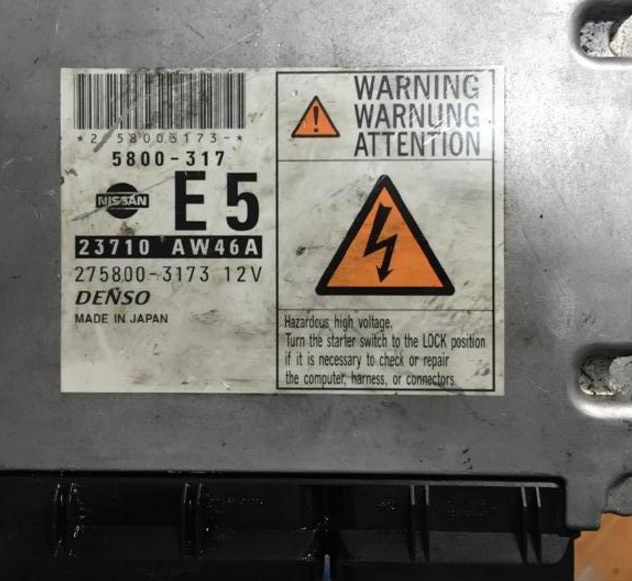 *2 58003173-*
5800-317
NISSAN
E5
23710 AW46A
275800-3173 12V
DENSO
MADE IN JAPAN
WARNING
WARNUNG
ATTENTION
Hazardous high voltage.
Turn the starter switch to the LOCK position
if it is necessary to check or repair
the computer, harness, or connectors